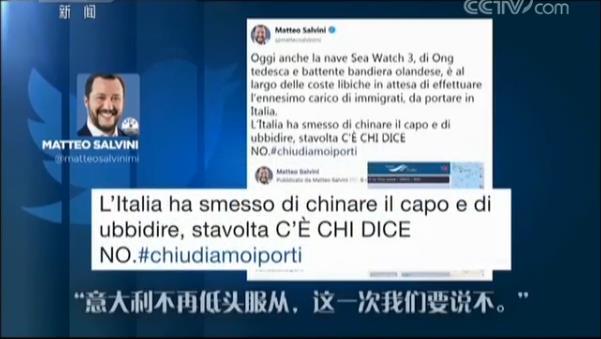 新闻
CCTV.com
Matteo Salvini
@matteosalvinimi
Oggi anche la nave Sea Watch 3, di Ong
tedesca e battente bandiera olandese, è al
largo delle coste libiche in attesa di effettuare
l'ennesimo carico di immigrati, da portare in
Italia.
L'Italia ha smesso di chinare il capo e di
ubbidire, stavolta C'È CHI DICE
NO.#chiudiamoiporti
MATTEO SALVINI
@matteosalvinimi
Matteo Salvini
Pubblicato da Matteo Salvini
L'Italia ha smesso di chinare il capo e di
ubbidire, stavolta C'È CHI DICE
NO.#chiudiamoiporti
“意大利不再低头服从，这一次我们要说不。”